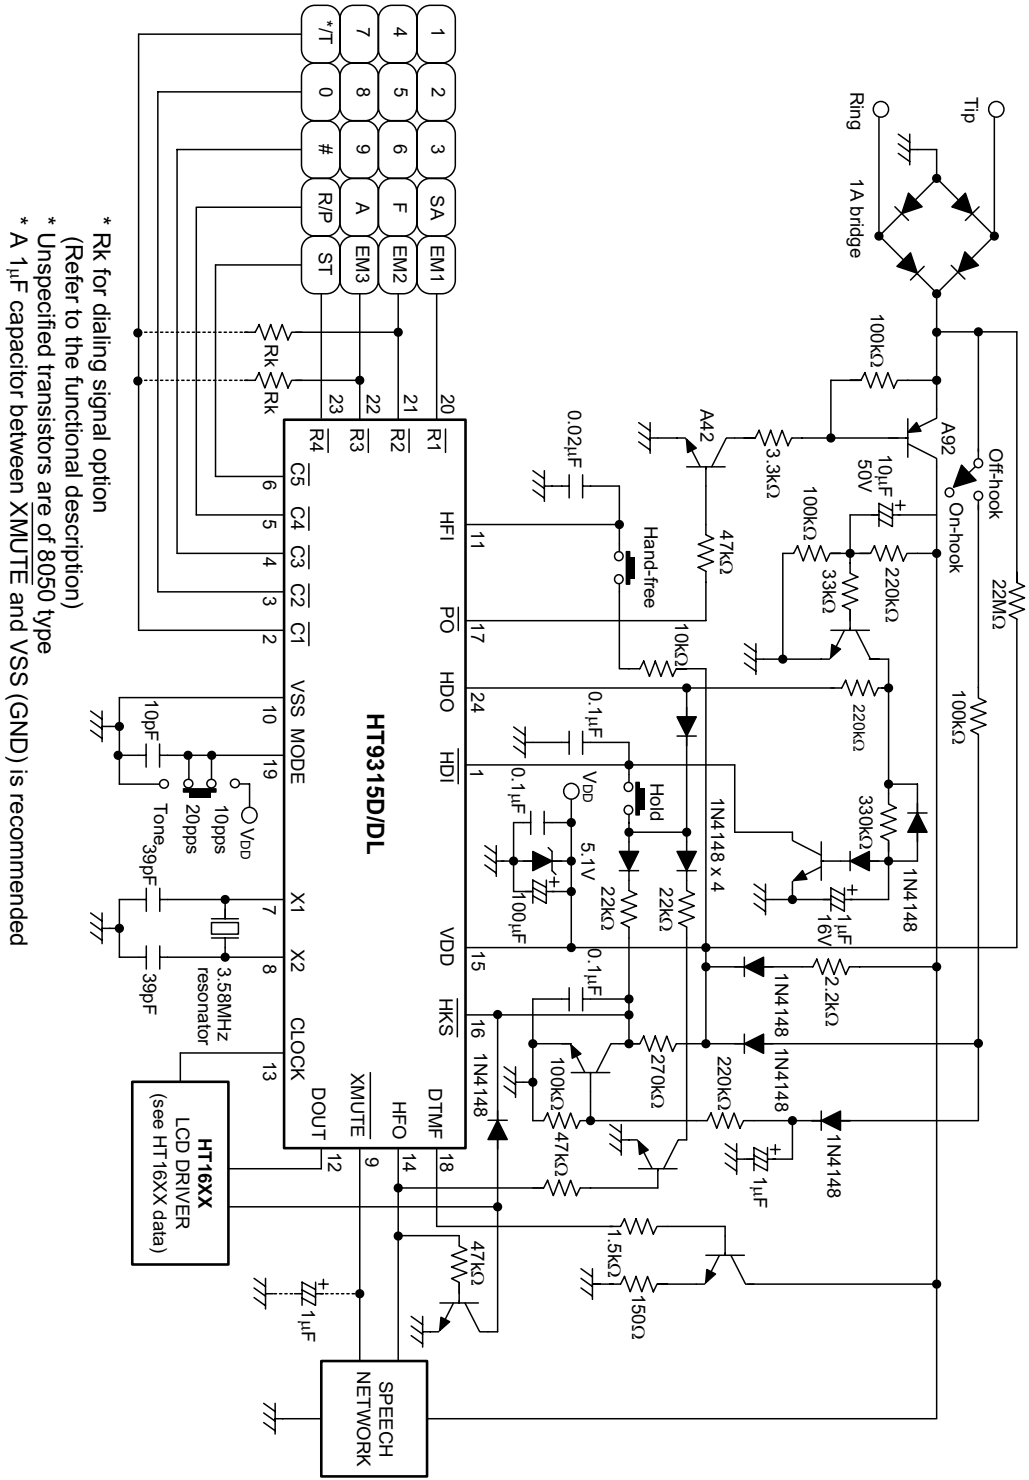 Tip
Ring
1A bridge
Off-hook
On-hook
A92
22MΩ
100kΩ
100kΩ
10μF
50V
220kΩ
100kΩ
33kΩ
3.3kΩ
A42
47kΩ
220kΩ
330kΩ
1N4148
1μF
16V
2.2kΩ
1N4148
1N4148
1N4148
220kΩ
1μF
0.02μF
Hand-free
10kΩ
0.1μF
Hold
1N4148 x 4
22kΩ
22kΩ
VDD
5.1V
0.1μF
100μF
0.1μF
270kΩ
100kΩ
47kΩ
1N4148
1.5kΩ
150Ω
47kΩ
1μF
1 2 3 SA EM1
4 5 6 F EM2
7 8 9 A EM3
*/T 0 # R/P ST
Rk
Rk
20 21 22 23
R1 R2 R3 R4
HFI 11
PO 17
HDO 24
HDI 1
VDD 15
HKS 16
HT9315D/DL
C5 6
C4 5
C3 4
C2 3
C1 2
VSS 10
MODE 19
X1 7
X2 8
CLOCK 13
DTMF 18
HFO 14
XMUTE 9
DOUT 12
10pF
VDD
10pps
20pps
Tone
39pF
39pF
3.58MHz
resonator
HT16XX
LCD DRIVER
(see HT16XX data)
SPEECH
NETWORK
* Rk for dialing signal option
(Refer to the functional description)
* Unspecified transistors are of 8050 type
* A 1μF capacitor between XMUTE and VSS (GND) is recommended